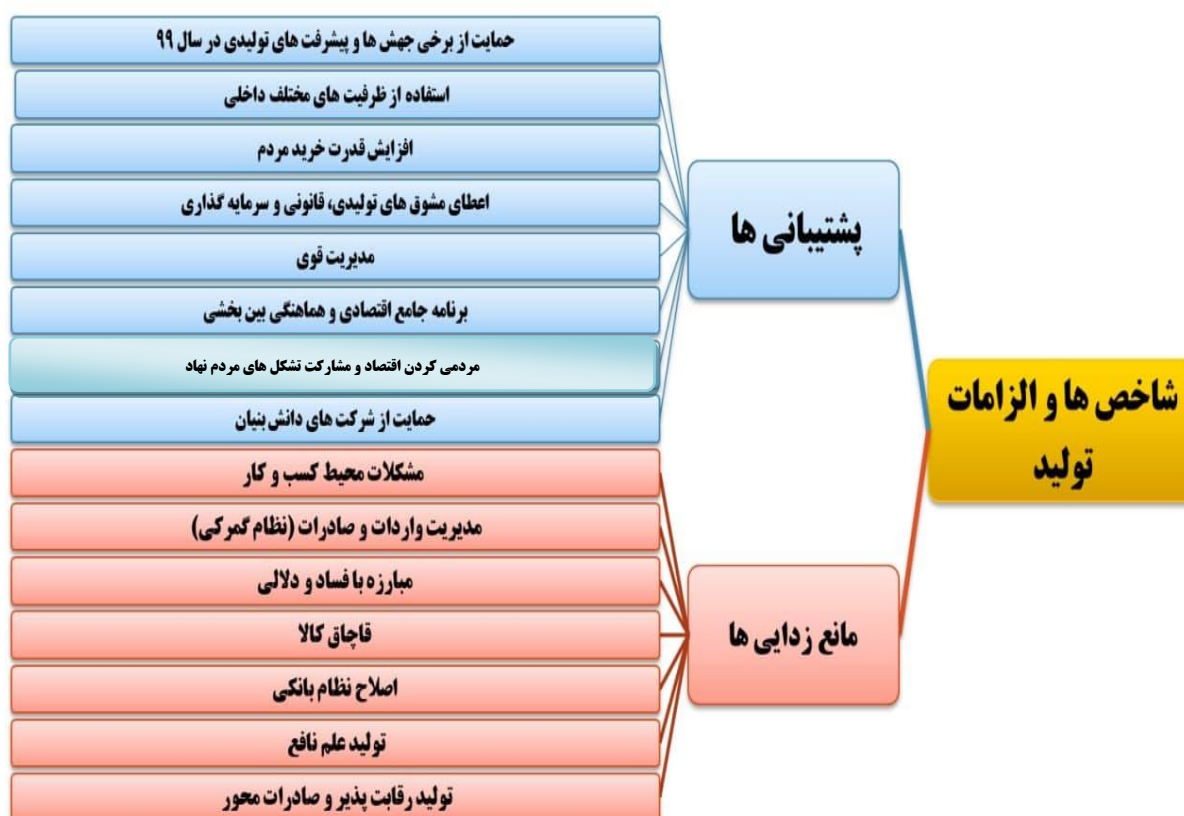 شاخص ها و الزامات
تولید
پشتیبانی ها
حمایت از برخی جهش ها و پیشرفت های تولیدی در سال ۹۹
استفاده از ظرفیت های مختلف داخلی
افزایش قدرت خرید مردم
اعطای مشوق های تولیدی، قانونی و سرمایه گذاری
مدیریت قوی
برنامه جامع اقتصادی و هماهنگی بین بخشی
مردمی کردن اقتصاد و مشارکت تشکل های مردم نهاد
حمایت از شرکت های دانش بنیان
مانع زدایی ها
مشکلات محیط کسب و کار
مدیریت واردات و صادرات (نظام گمرکی)
مبارزه با فساد و دلالی
قاچاق کالا
اصلاح نظام بانکی
تولید علم نافع
تولید رقابت پذیر و صادرات محور